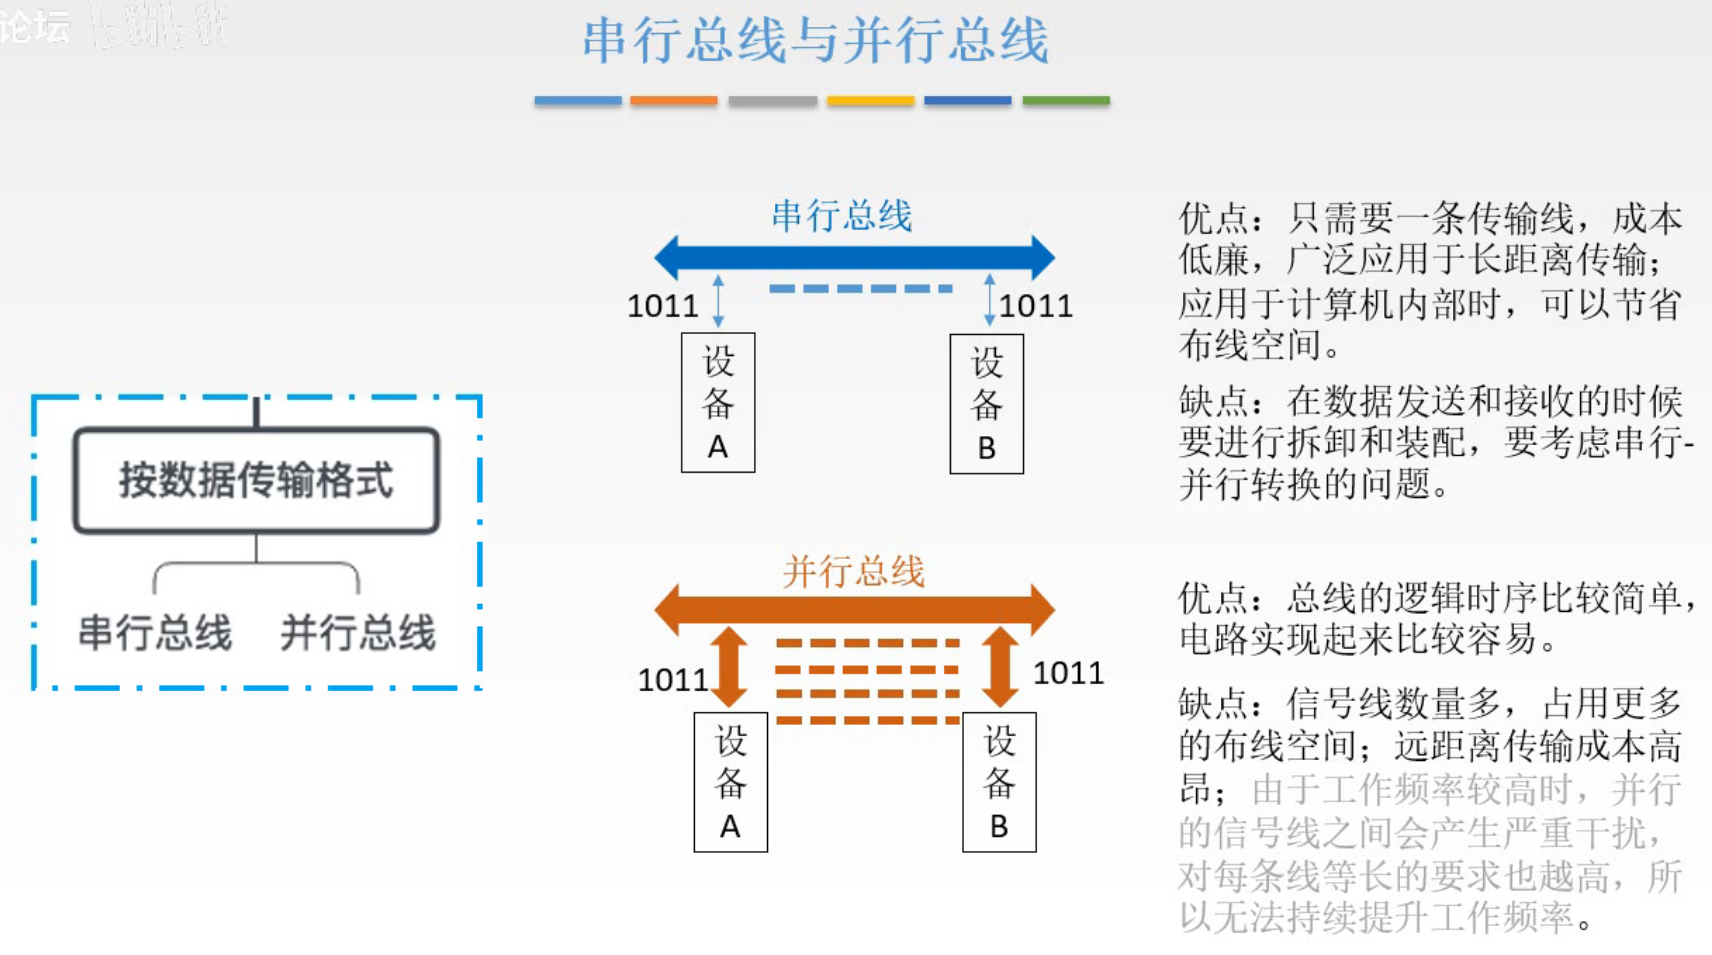 论坛 bilibili
串行总线与并行总线
按数据传输格式
串行总线 并行总线
串行总线
1011
1011
设
备
A
设
备
B
优点：只需要一条传输线，成本
低廉，广泛应用于长距离传输；
应用于计算机内部时，可以节省
布线空间。
缺点：在数据发送和接收的时候
要进行拆卸和装配，要考虑串行-
并行转换的问题。
并行总线
1011
1011
设
备
A
设
备
B
优点：总线的逻辑时序比较简单，
电路实现起来比较容易。
缺点：信号线数量多，占用更多
的布线空间；远距离传输成本高
昂；由于工作频率较高时，并行
的信号线之间会产生严重干扰，
对每条线等长的要求也越高，所
以无法持续提升工作频率。